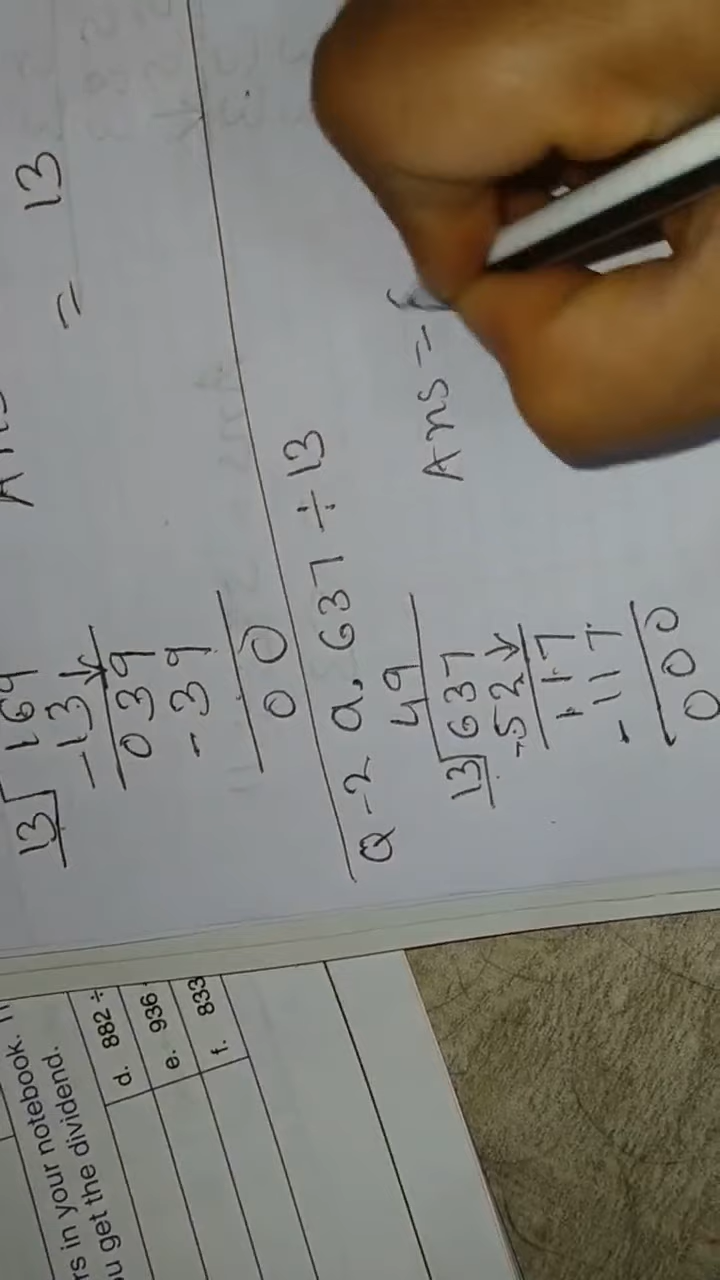 = 13
13 169
-13↓
039
-39
00
Q-2 a. 637 ÷ 13
49
13 637
-52↓
117
-117
000
Ans =
rs in your notebook.
u get the dividend.
d. 882 ÷
e. 936
f. 833